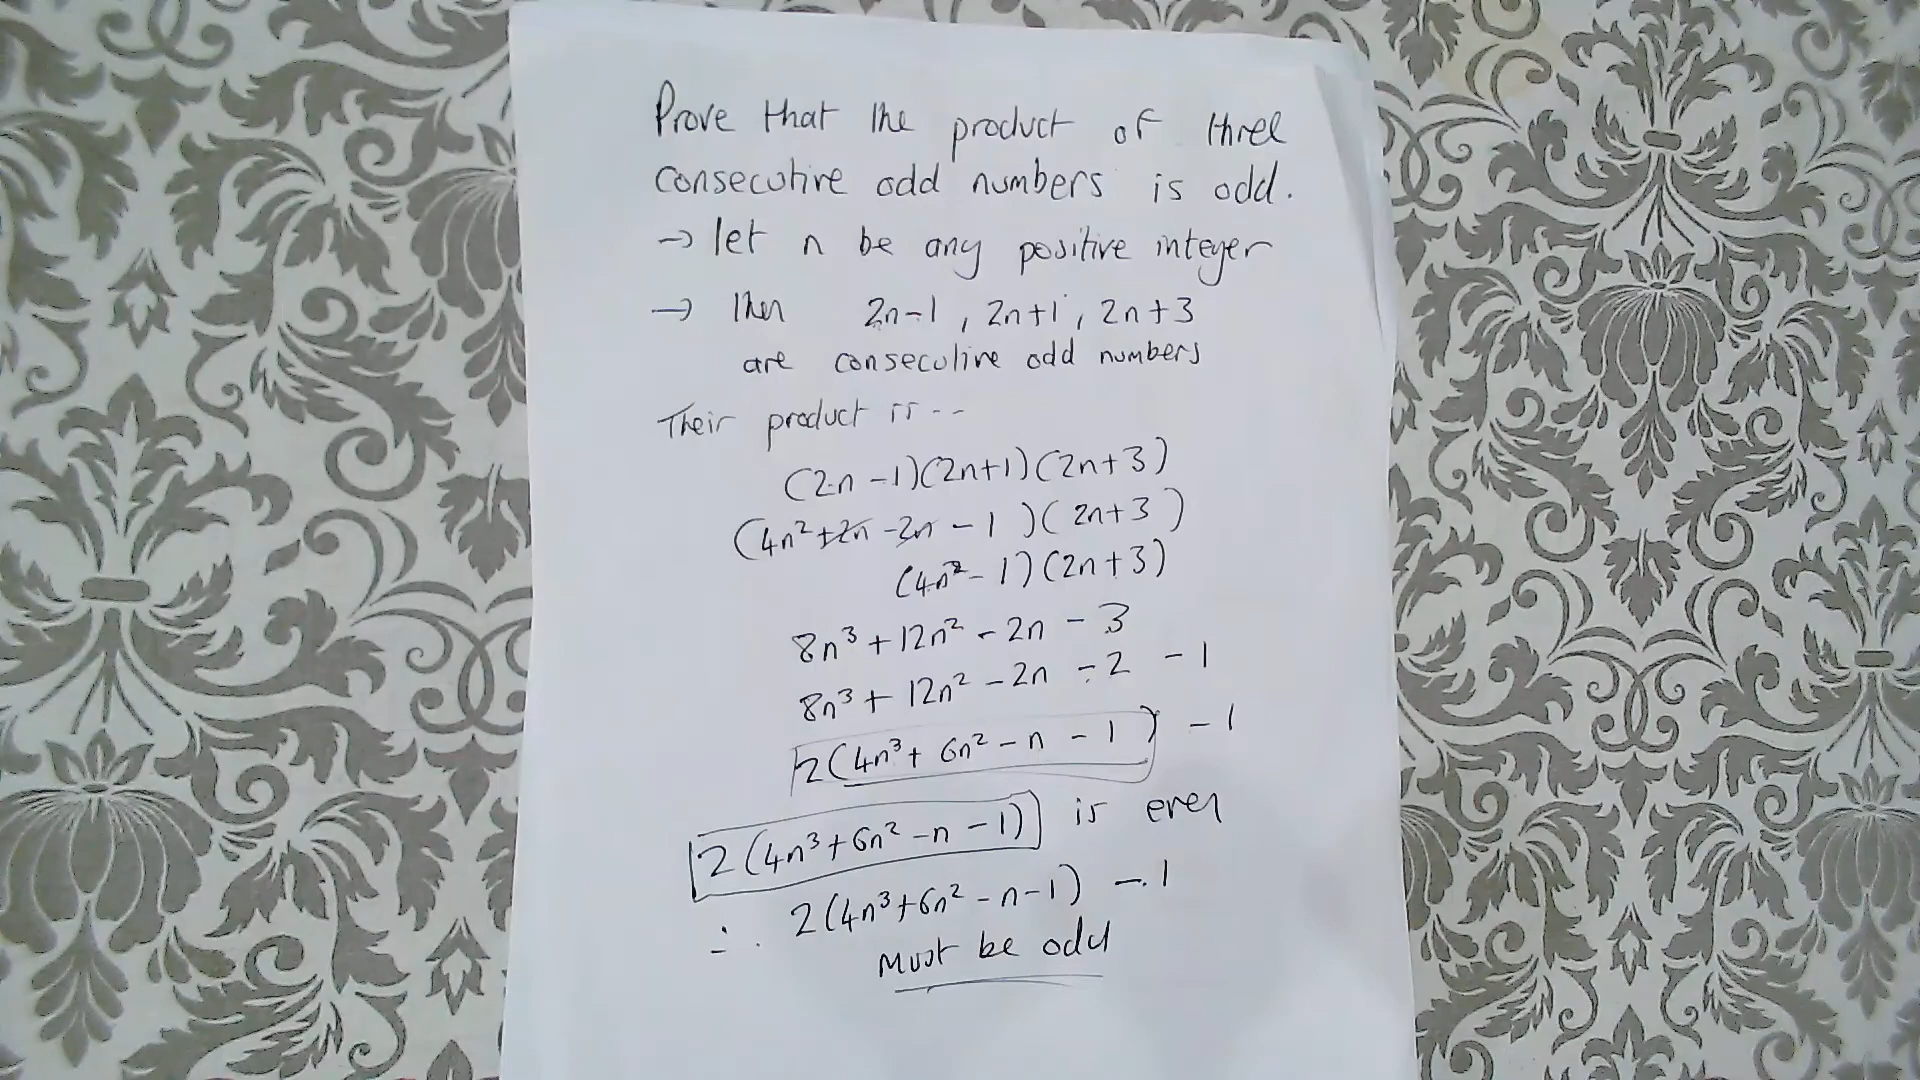 Prove that the product of three
consecutive odd numbers is odd.
→ let n be any positive integer
→ then 2n-1, 2n+1, 2n+3
are consecutive odd numbers
Their product is --
(2n-1)(2n+1)(2n+3)
(4n²+2n-2n-1)(2n+3)
(4n²-1)(2n+3)
8n³+12n²-2n-3
8n³+12n²-2n-2-1
2(4n³+6n²-n-1)-1
2(4n³+6n²-n-1) is even
∴ 2(4n³+6n²-n-1)-1
must be odd